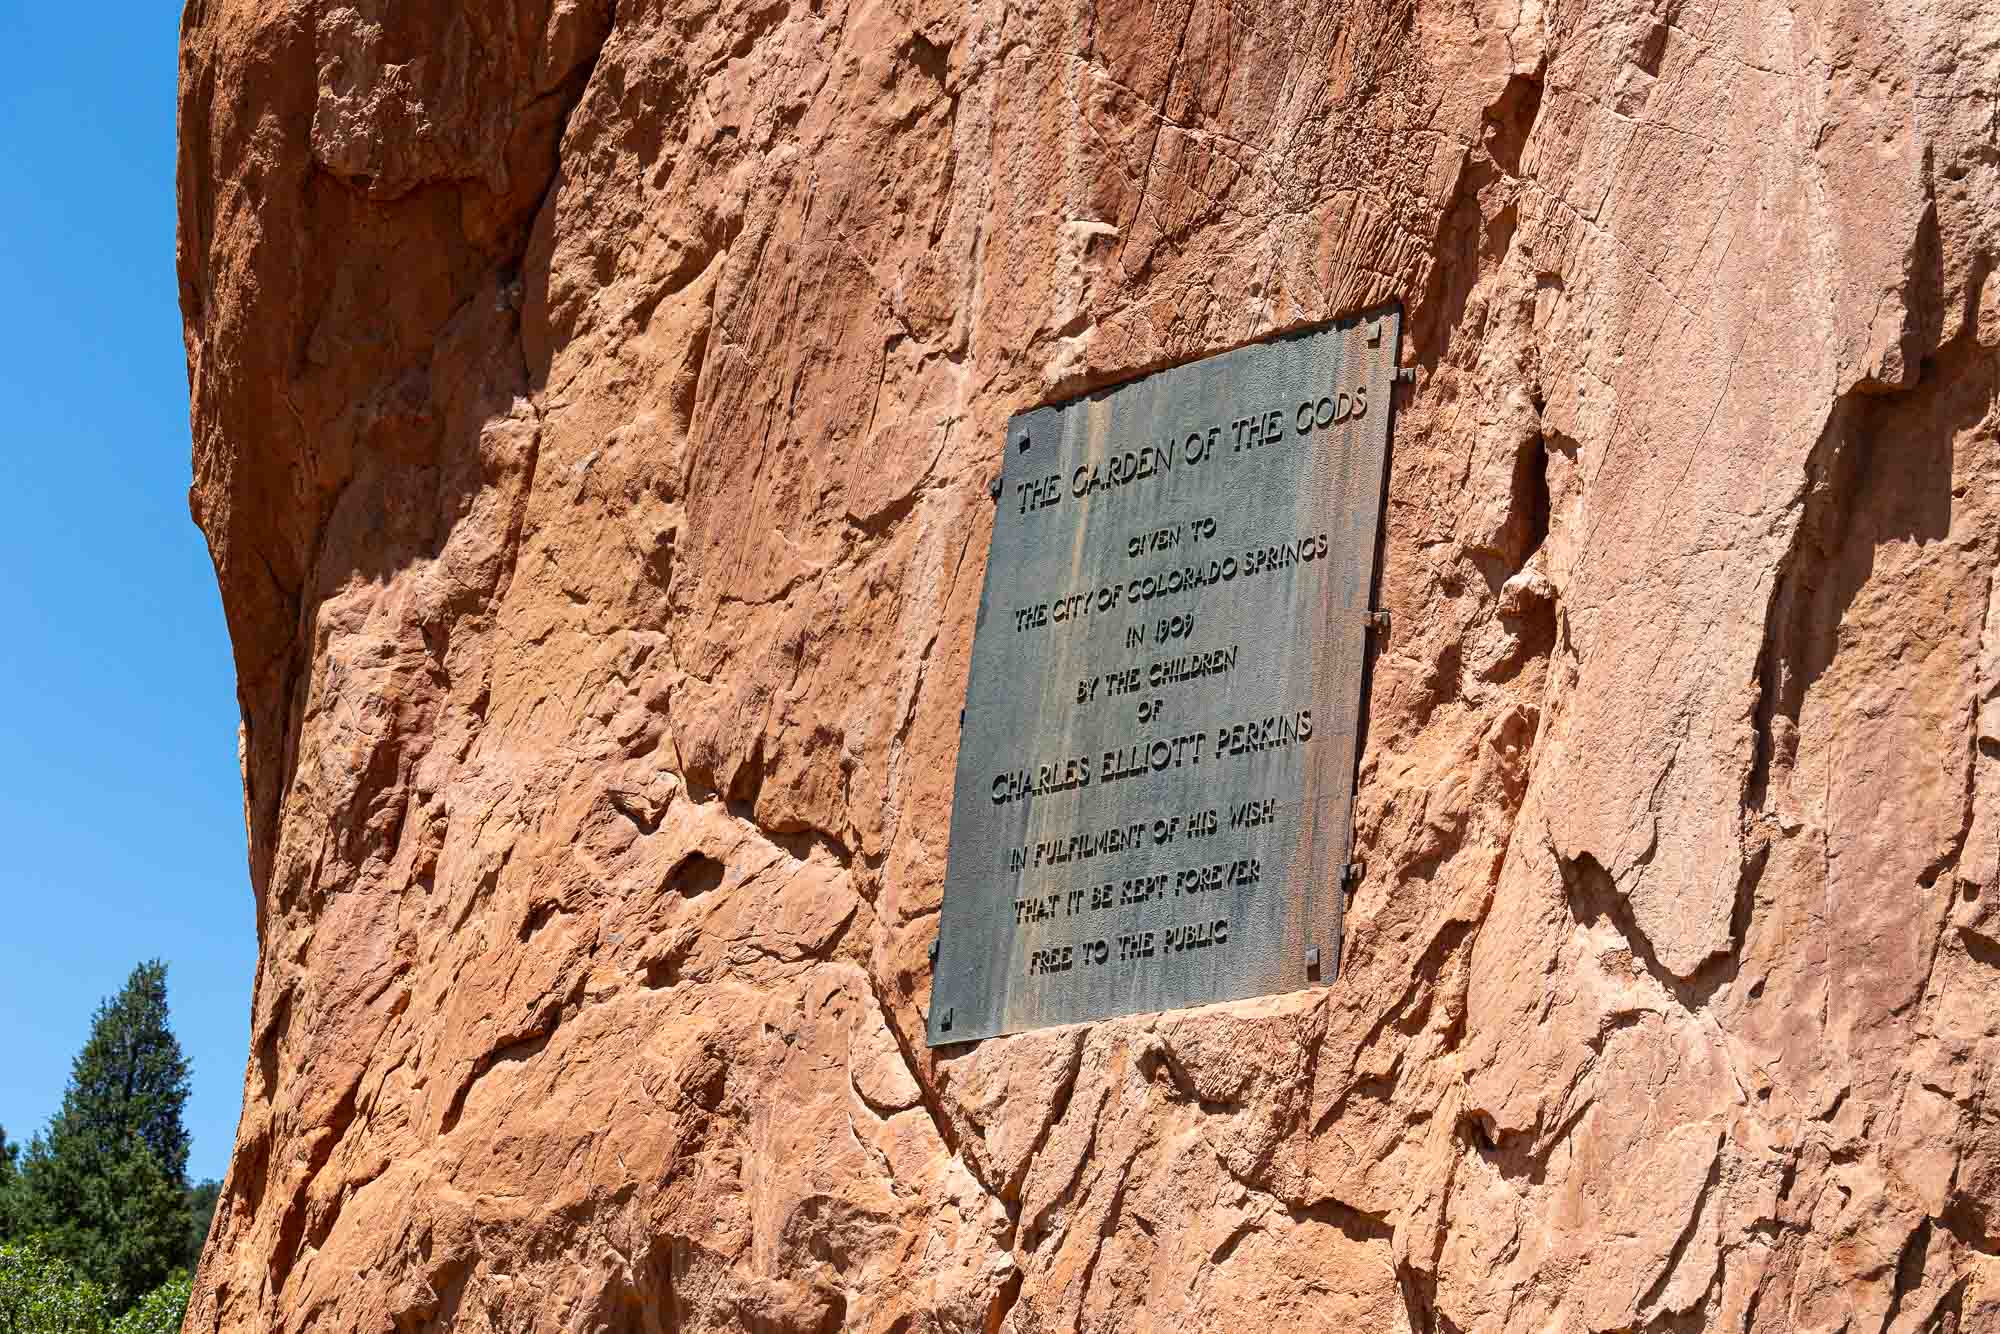 THE GARDEN OF THE GODS
GIVEN TO
THE CITY OF COLORADO SPRINGS
IN 1909
BY THE CHILDREN
OF
CHARLES ELLIOTT PERKINS
IN FULFILMENT OF HIS WISH
THAT IT BE KEPT FOREVER
FREE TO THE PUBLIC